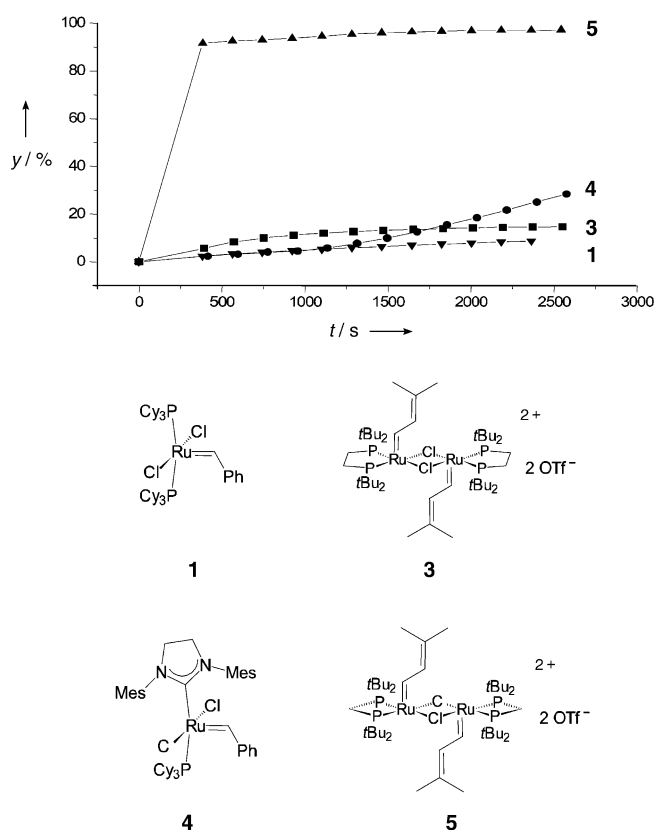 100
80
60
40
20
0
y / %
0 500 1000 1500 2000 2500 3000
t / s
5
4
3
1
Cy3P
Cl
Ru
Cl
Ph
Cy3P
1
2+
tBu2 tBu2
P Cl P
Ru Ru
P Cl P
tBu2 tBu2
2 OTf−
3
N N
Mes Mes
Cl
Ru
C
Ph
Cy3P
4
2+
tBu2 tBu2
P C P
Ru Ru
P Cl P
tBu2 tBu2
2 OTf−
5